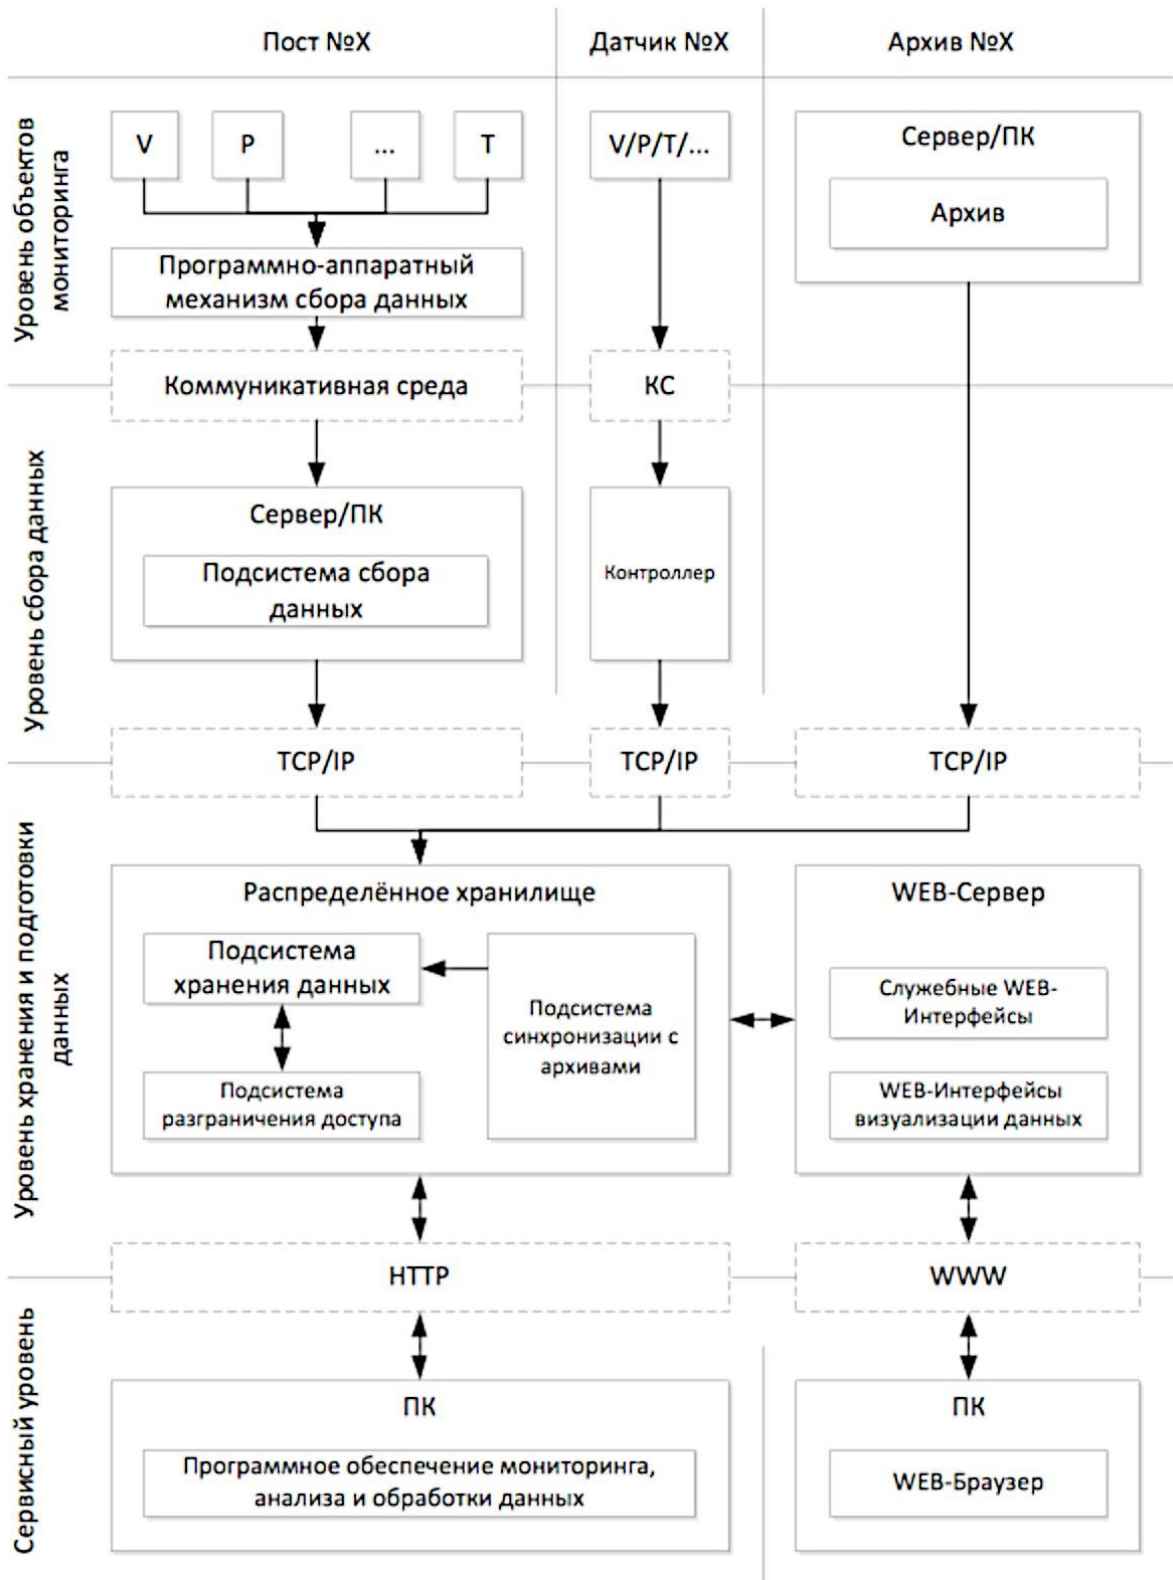 Пост №X
Датчик №X
Архив №X
Уровень объектов
мониторинга
V
P
...
T
V/P/T/...
Сервер/ПК
Архив
Программно-аппаратный
механизм сбора данных
Коммуникативная среда
КС
Уровень сбора данных
Сервер/ПК
Подсистема сбора
данных
Контроллер
TCP/IP
TCP/IP
TCP/IP
Уровень хранения и подготовки
данных
Распределённое хранилище
Подсистема
хранения данных
Подсистема
разграничения доступа
Подсистема
синхронизации с
архивами
WEB-Сервер
Служебные WEB-
Интерфейсы
WEB-Интерфейсы
визуализации данных
HTTP
WWW
Сервисный уровень
ПК
Программное обеспечение мониторинга,
анализа и обработки данных
ПК
WEB-Браузер